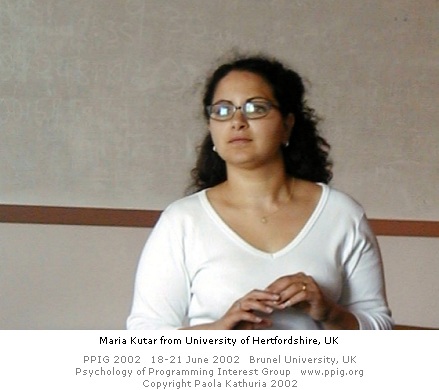 Maria Kutar from University of Hertfordshire, UK
PPIG 2002 18-21 June 2002 Brunel University, UK
Psychology of Programming Interest Group www.ppig.org
Copyright Paola Kathuria 2002